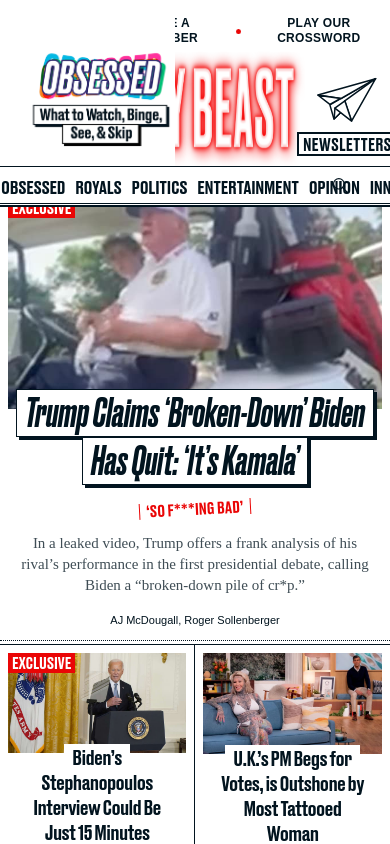 E A
BER
PLAY OUR
CROSSWORD
OBSESSED
What to Watch, Binge,
See, & Skip
Y BEAST
NEWSLETTERS
OBSESSED ROYALS POLITICS ENTERTAINMENT OPINION INN
EXCLUSIVE
Trump Claims ‘Broken-Down’ Biden
Has Quit: ‘It’s Kamala’
‘SO F***ING BAD’
In a leaked video, Trump offers a frank analysis of his
rival’s performance in the first presidential debate, calling
Biden a “broken-down pile of cr*p.”
AJ McDougall, Roger Sollenberger
EXCLUSIVE
Biden’s
Stephanopoulos
Interview Could Be
Just 15 Minutes
U.K.’s PM Begs for
Votes, is Outshone by
Most Tattooed
Woman